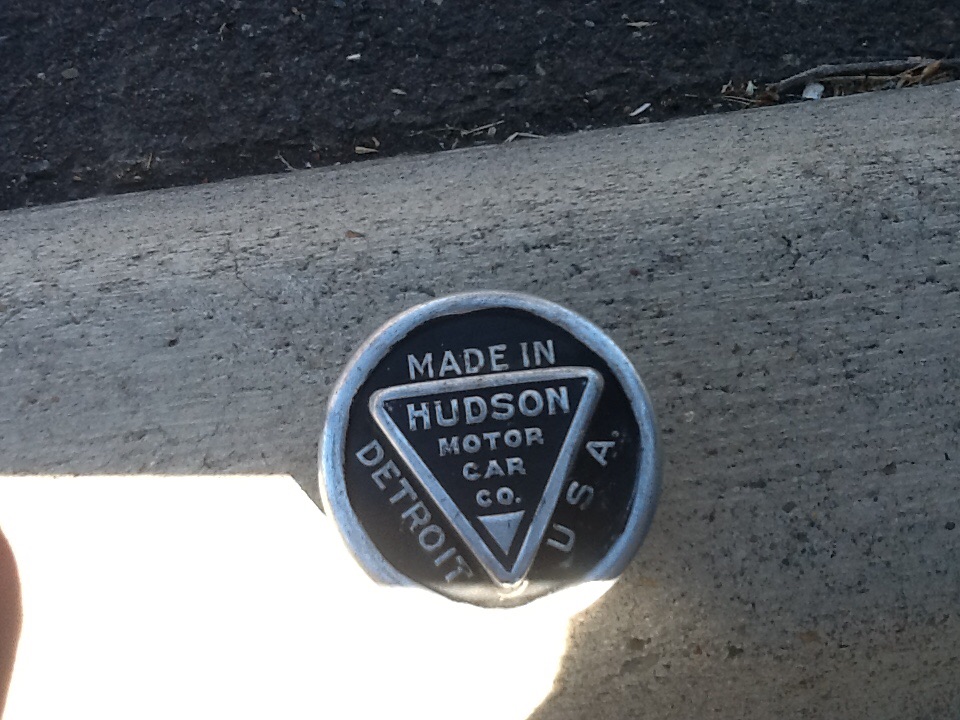 MADE IN
HUDSON
MOTOR
CAR
CO.
DETROIT
U S A.